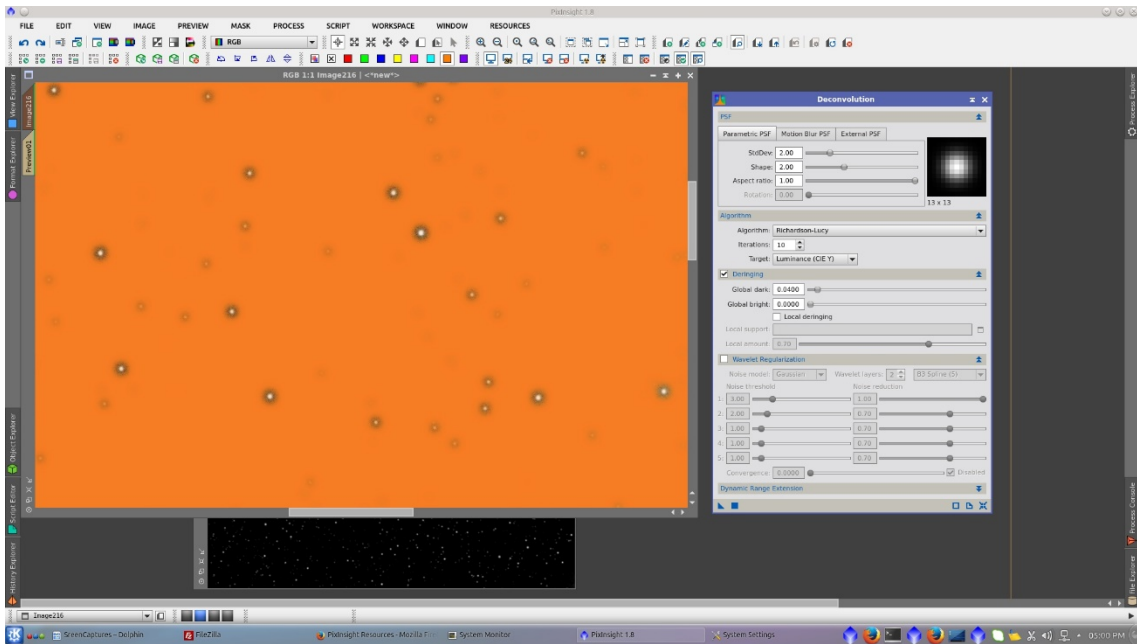 PixInsight 1.8
FILE EDIT VIEW IMAGE PREVIEW MASK PROCESS SCRIPT WORKSPACE WINDOW RESOURCES
RGB
RGB 1:1 Image216 | <*new*>
View Explorer
Format Explorer
Object Explorer
Script Editor
History Explorer
Image216
Preview01
Process Explorer
Process Console
File Explorer
Deconvolution
PSF
Parametric PSF Motion Blur PSF External PSF
StdDev: 2.00
Shape: 2.00
Aspect ratio: 1.00
Rotation: 0.00
13 x 13
Algorithm
Algorithm: Richardson-Lucy
Iterations: 10
Target: Luminance (CIE Y)
Deringing
Global dark: 0.0400
Global bright: 0.0000
Local deringing
Local support:
Local amount: 0.70
Wavelet Regularization
Noise model: Gaussian Wavelet layers: 2 B3 Spline (5)
Noise threshold Noise reduction
1: 3.00 1.00
2: 2.00 0.70
3: 1.00 0.70
4: 1.00 0.70
5: 1.00 0.70
Convergence: 0.0000 Disabled
Dynamic Range Extension
Image216
GreenCaptures - Dolphin FileZilla PixInsight Resources - Mozilla System Monitor PixInsight 1.8 System Settings 05:00 PM